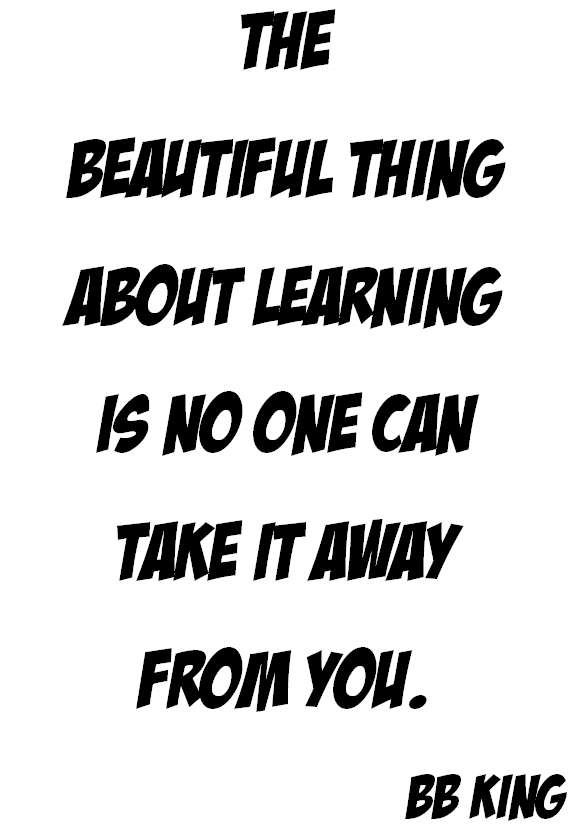 THE
BEAUTIFUL THING
ABOUT LEARNING
IS NO ONE CAN
TAKE IT AWAY
FROM YOU.
BB KING